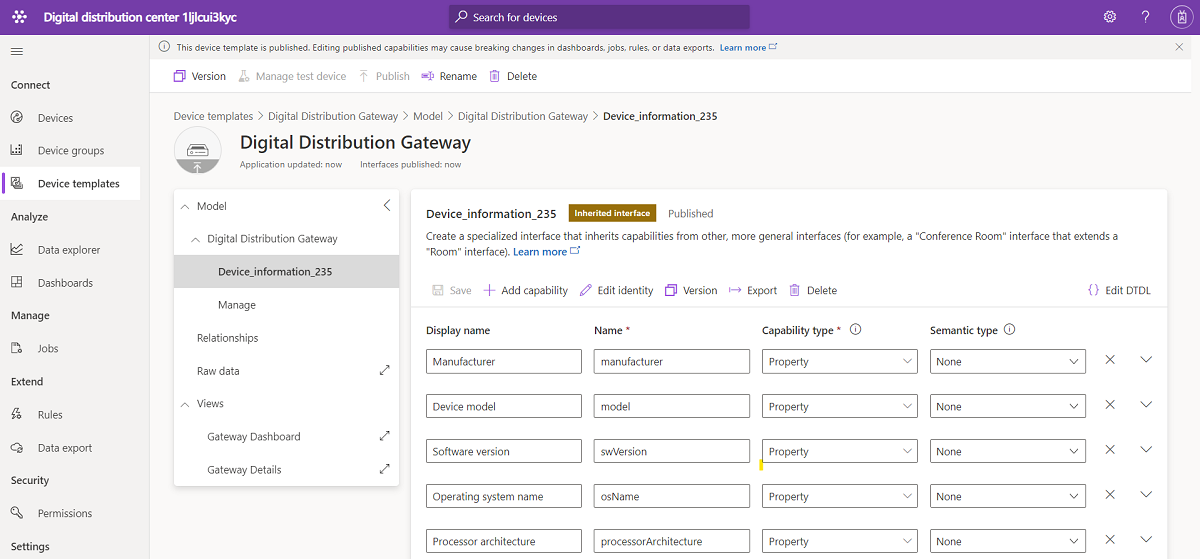 Digital distribution center 1ljlcui3kyc
Search for devices
?
This device template is published. Editing published capabilities may cause breaking changes in dashboards, jobs, rules, or data exports. Learn more
Version
Manage test device
Publish
Rename
Delete
Connect
Devices
Device groups
Device templates
Analyze
Data explorer
Dashboards
Manage
Jobs
Extend
Rules
Data export
Security
Permissions
Settings
Device templates > Digital Distribution Gateway > Model > Digital Distribution Gateway > Device_information_235
Digital Distribution Gateway
Application updated: now Interfaces published: now
Model
Digital Distribution Gateway
Device_information_235
Manage
Relationships
Raw data
Views
Gateway Dashboard
Gateway Details
Device_information_235 Inherited interface Published
Create a specialized interface that inherits capabilities from other, more general interfaces (for example, a "Conference Room" interface that extends a
"Room" interface). Learn more
Save Add capability Edit identity Version Export Delete {} Edit DTDL
Display name Name * Capability type * Semantic type
Manufacturer manufacturer Property None
Device model model Property None
Software version swVersion Property None
Operating system name osName Property None
Processor architecture processorArchitecture Property None